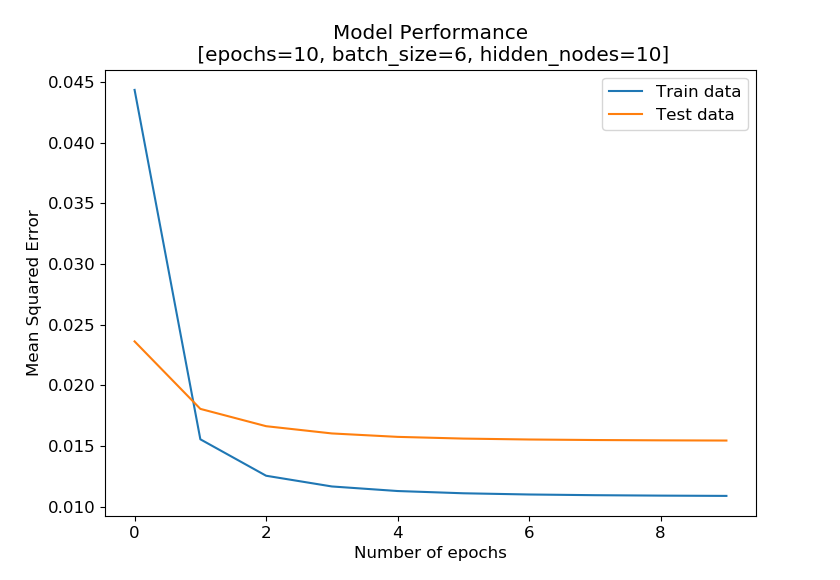 Model Performance
[epochs=10, batch_size=6, hidden_nodes=10]
Train data
Test data
Mean Squared Error
0.045
0.040
0.035
0.030
0.025
0.020
0.015
0.010
0 2 4 6 8
Number of epochs